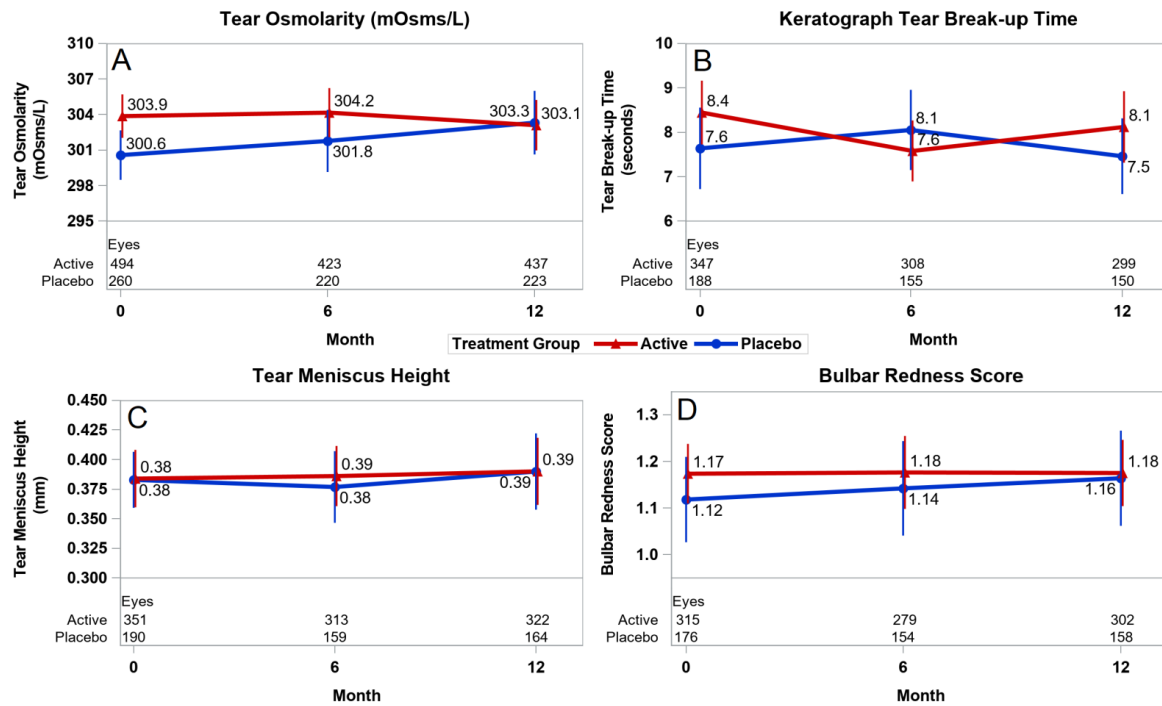 Tear Osmolarity (mOsms/L)
A
310
307
304
301
298
295
Tear Osmolarity
(mOsms/L)
303.9
304.2
303.3
303.1
300.6
301.8
Eyes
Active 494 423 437
Placebo 260 220 223
0 6 12
Month
Keratograph Tear Break-up Time
B
10
9
8
7
6
Tear Break-up Time
(seconds)
8.4
8.1
8.1
7.6
7.6
7.5
Eyes
Active 347 308 299
Placebo 188 155 150
0 6 12
Month
Treatment Group Active Placebo
Tear Meniscus Height
C
0.450
0.425
0.400
0.375
0.350
0.325
0.300
Tear Meniscus Height
(mm)
0.38
0.39
0.39
0.38
0.38
0.39
Eyes
Active 351 313 322
Placebo 190 159 164
0 6 12
Month
Bulbar Redness Score
D
1.3
1.2
1.1
1.0
Bulbar Redness Score
1.17
1.18
1.18
1.12
1.14
1.16
Eyes
Active 315 279 302
Placebo 176 154 158
0 6 12
Month